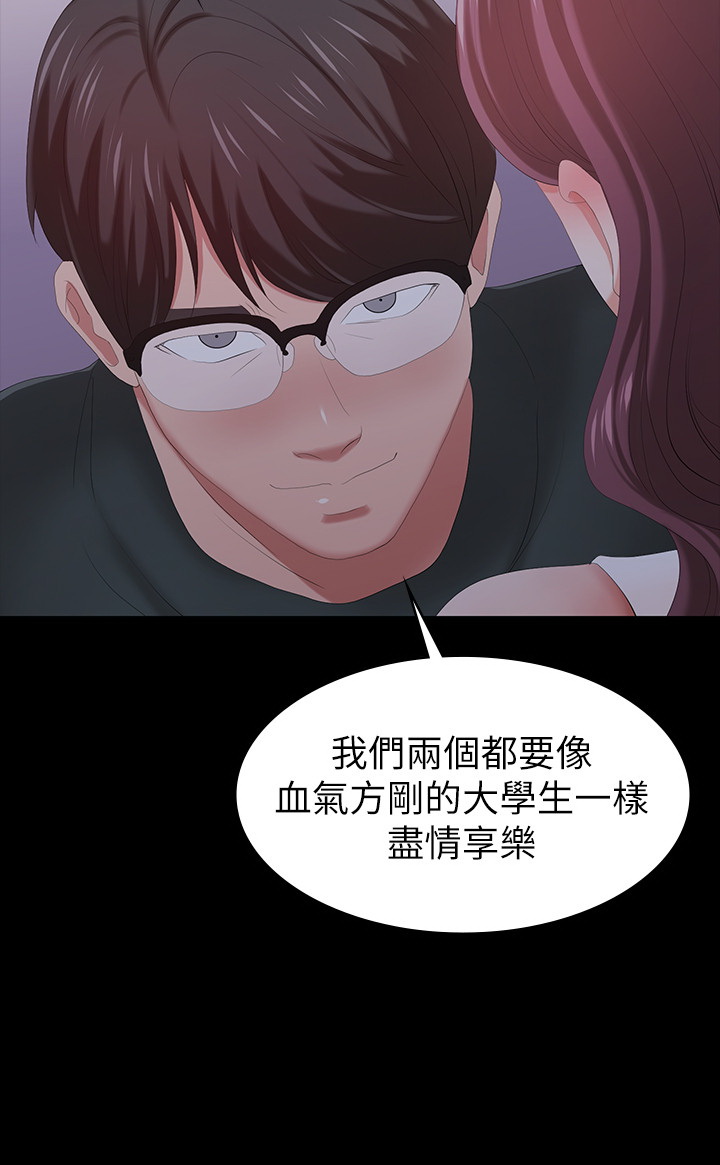 我們兩個都要像
血氣方剛的大學生一樣
盡情享樂